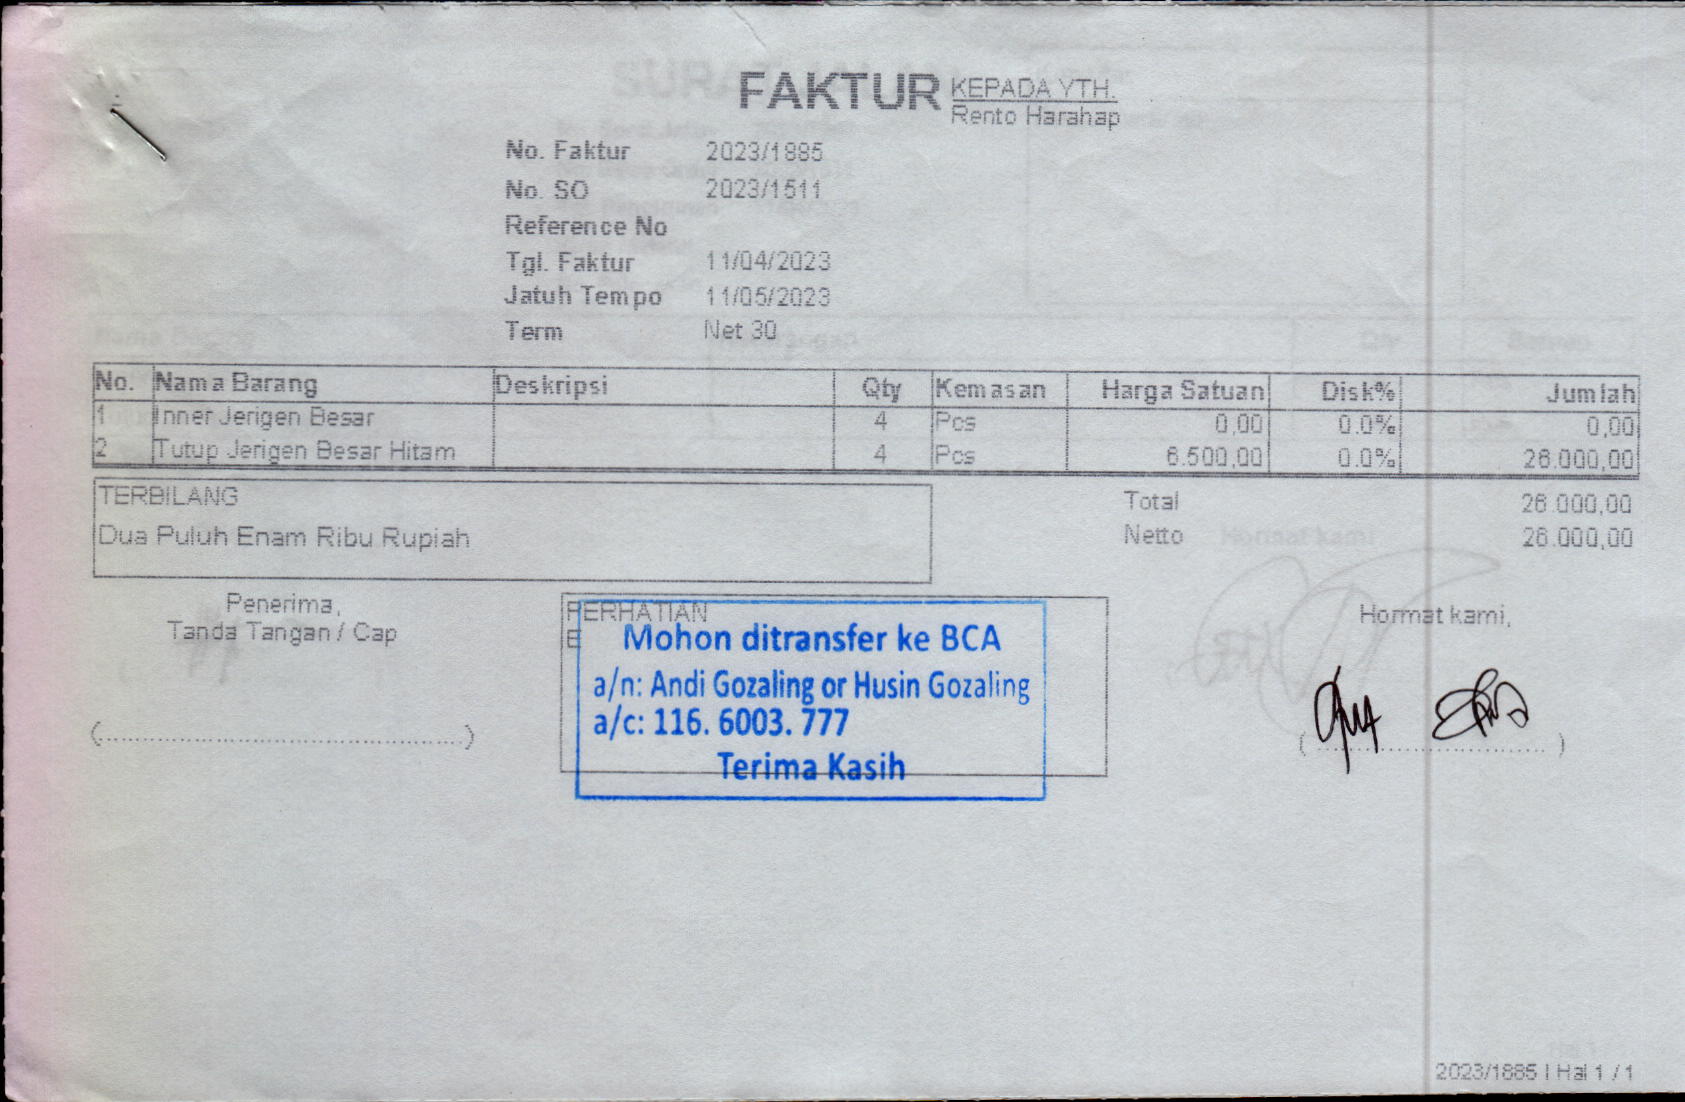 FAKTUR
KEPADA YTH.
Rento Harahap
No. Faktur 2023/1885
No. SO 2023/1511
Reference No
Tgl. Faktur 11/04/2023
Jatuh Tempo 11/05/2023
Term Net 30
No. Nama Barang Deskripsi Qty Kemasan Harga Satuan Disk% Jumlah
1 Inner Jerigen Besar 4 Pcs 0,00 0.0% 0,00
2 Tutup Jerigen Besar Hitam 4 Pcs 6.500,00 0.0% 26.000,00
TERBILANG
Dua Puluh Enam Ribu Rupiah
Total 26.000,00
Netto 26.000,00
Penerima,
Tanda Tangan / Cap
(........................................)
PERHATIAN
Mohon ditransfer ke BCA
a/n: Andi Gozaling or Husin Gozaling
a/c: 116. 6003. 777
Terima Kasih
Hormat kami,
2023/1885 | Hal 1 / 1